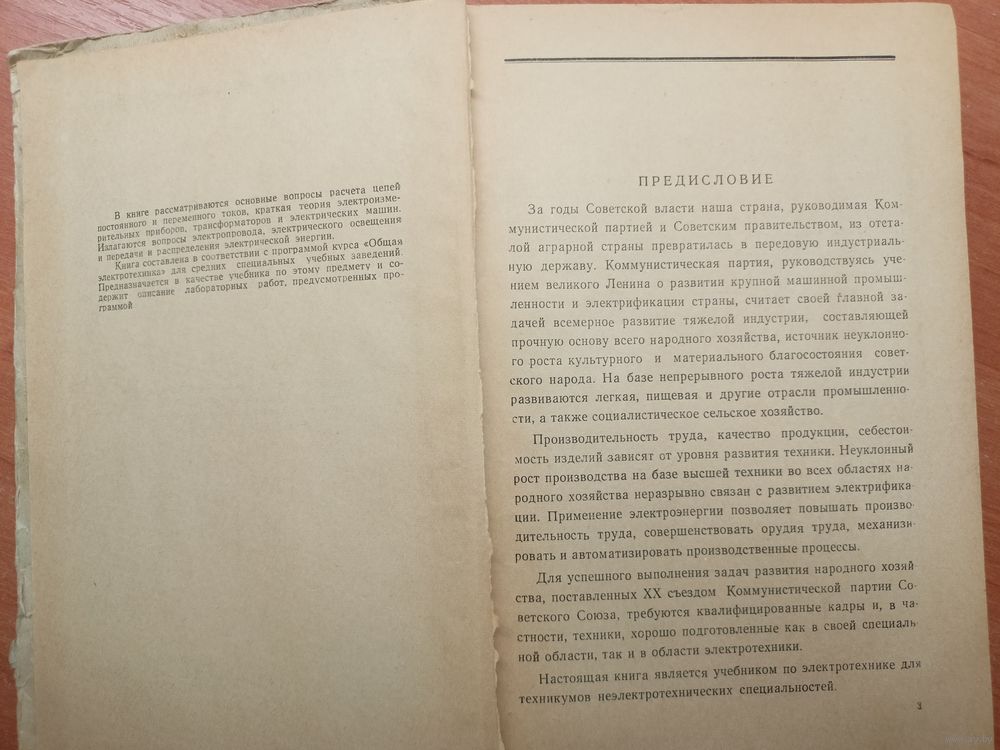 В книге рассматриваются основные вопросы расчета цепей
постоянного и переменного токов, краткая теория электроизме-
рительных приборов, трансформаторов и электрических машин.
Излагаются вопросы электропровода, электрического освещения
и передачи и распределения электрической энергии.
Книга составлена в соответствии с программой курса «Общая
электротехника» для средних специальных учебных заведений.
Предназначается в качестве учебника по этому предмету и со-
держит описание лабораторных работ, предусмотренных про-
граммой
ПРЕДИСЛОВИЕ
За годы Советской власти наша страна, руководимая Ком-
мунистической партией и Советским правительством, из отста-
лой аграрной страны превратилась в передовую индустриаль-
ную державу. Коммунистическая партия, руководствуясь уче-
нием великого Ленина о развитии крупной машинной промыш-
ленности и электрификации страны, считает своей главной за-
дачей всемерное развитие тяжелой индустрии, составляющей
прочную основу всего народного хозяйства, источник неуклонно-
го роста культурного и материального благосостояния совет-
ского народа. На базе непрерывного роста тяжелой индустрии
развиваются легкая, пищевая и другие отрасли промышленно-
сти, а также социалистическое сельское хозяйство.
Производительность труда, качество продукции, себестои-
мость изделий зависят от уровня развития техники. Неуклонный
рост производства на базе высшей техники во всех областях на-
родного хозяйства неразрывно связан с развитием электрифика-
ции. Применение электроэнергии позволяет повышать произво-
дительность труда, совершенствовать орудия труда, механизи-
ровать и автоматизировать производственные процессы.
Для успешного выполнения задач развития народного хозяй
ства, поставленных XX съездом Коммунистической партии Со-
ветского Союза, требуются квалифицированные кадры и, в ча-
стности, техники, хорошо подготовленные как в своей специаль
ной области, так и в области электротехники.
Настоящая книга является учебником по электротехнике для
техникумов неэлектротехнических специальностей.
3